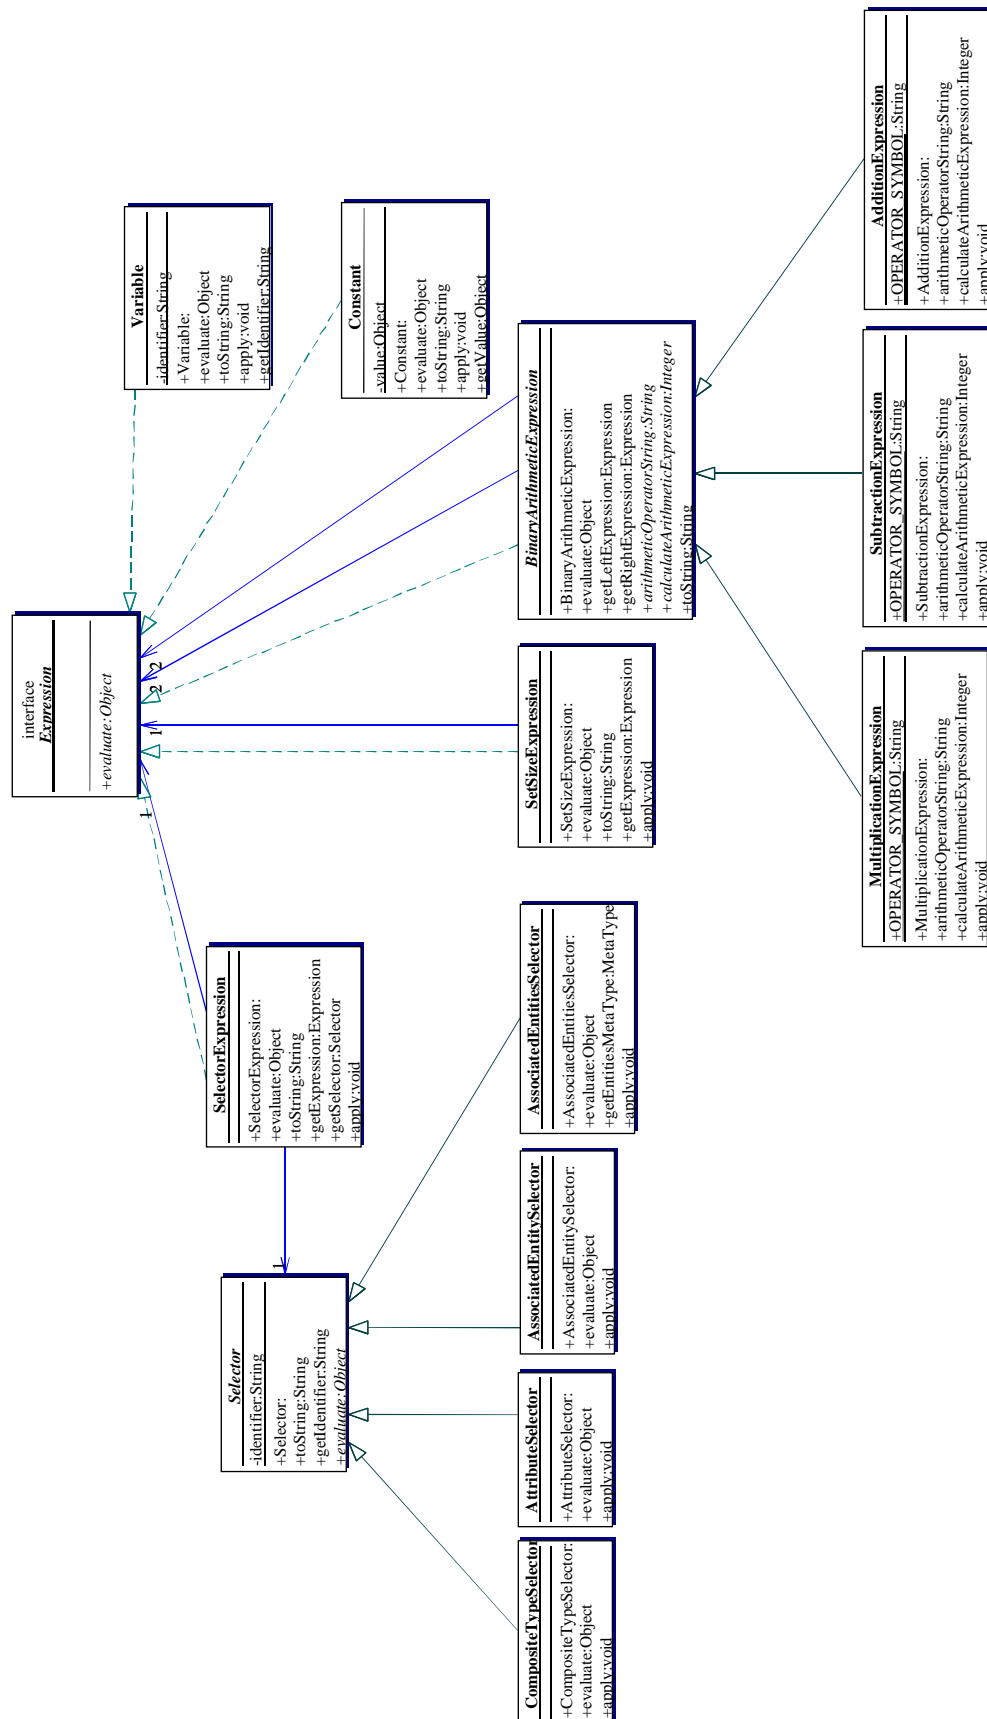 interface
Expression
+evaluate:Object
Variable
-identifier:String
+Variable:
+evaluate:Object
+toString:String
+apply:void
+getIdentifier:String
Constant
-value:Object
+Constant:
+evaluate:Object
+toString:String
+apply:void
+getValue:Object
1
1
2
2
SelectorExpression
+SelectorExpression:
+evaluate:Object
+toString:String
+getExpression:Expression
+getSelector:Selector
+apply:void
1
Selector
-identifier:String
+Selector:
+toString:String
+getIdentifier:String
+evaluate:Object
CompositeTypeSelector
+CompositeTypeSelector:
+evaluate:Object
+apply:void
AttributeSelector
+AttributeSelector:
+evaluate:Object
+apply:void
AssociatedEntitySelector
+AssociatedEntitySelector:
+evaluate:Object
+apply:void
AssociatedEntitiesSelector
+AssociatedEntitiesSelector:
+evaluate:Object
+getEntitiesMetaType:MetaType
+apply:void
SetSizeExpression
+SetSizeExpression:
+evaluate:Object
+toString:String
+getExpression:Expression
+apply:void
BinaryArithmeticExpression
+BinaryArithmeticExpression:
+evaluate:Object
+getLeftExpression:Expression
+getRightExpression:Expression
+arithmeticOperatorString:String
+calculateArithmeticExpression:Integer
+toString:String
MultiplicationExpression
+OPERATOR_SYMBOL:String
+MultiplicationExpression:
+arithmeticOperatorString:String
+calculateArithmeticExpression:Integer
+apply:void
SubtractionExpression
+OPERATOR_SYMBOL:String
+SubtractionExpression:
+arithmeticOperatorString:String
+calculateArithmeticExpression:Integer
+apply:void
AdditionExpression
+OPERATOR_SYMBOL:String
+AdditionExpression:
+arithmeticOperatorString:String
+calculateArithmeticExpression:Integer
+apply:void